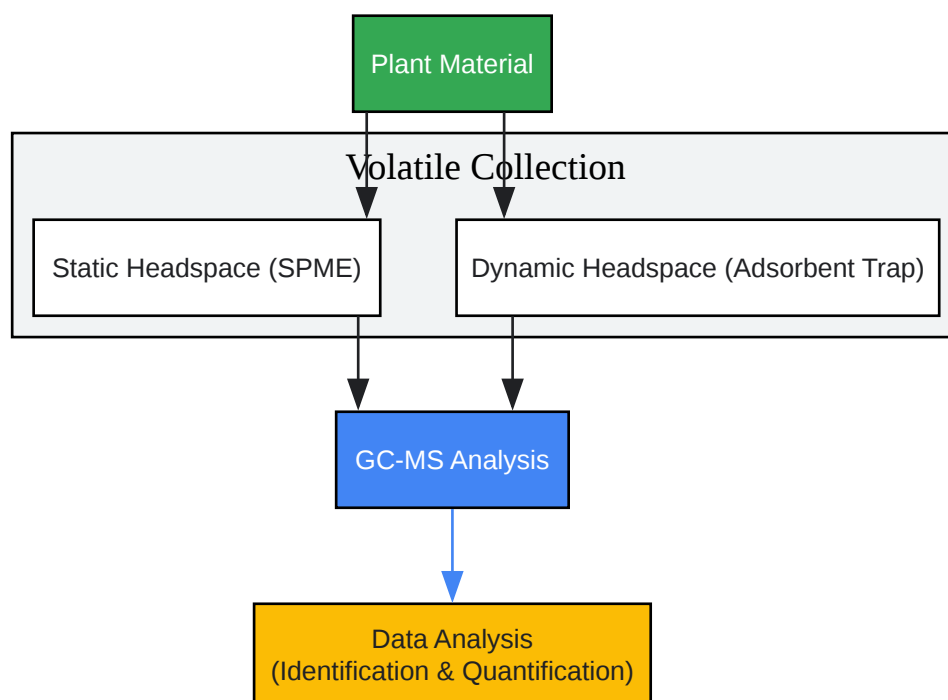 Plant Material
Volatile Collection
Static Headspace (SPME)
Dynamic Headspace (Adsorbent Trap)
GC-MS Analysis
Data Analysis
(Identification & Quantification)